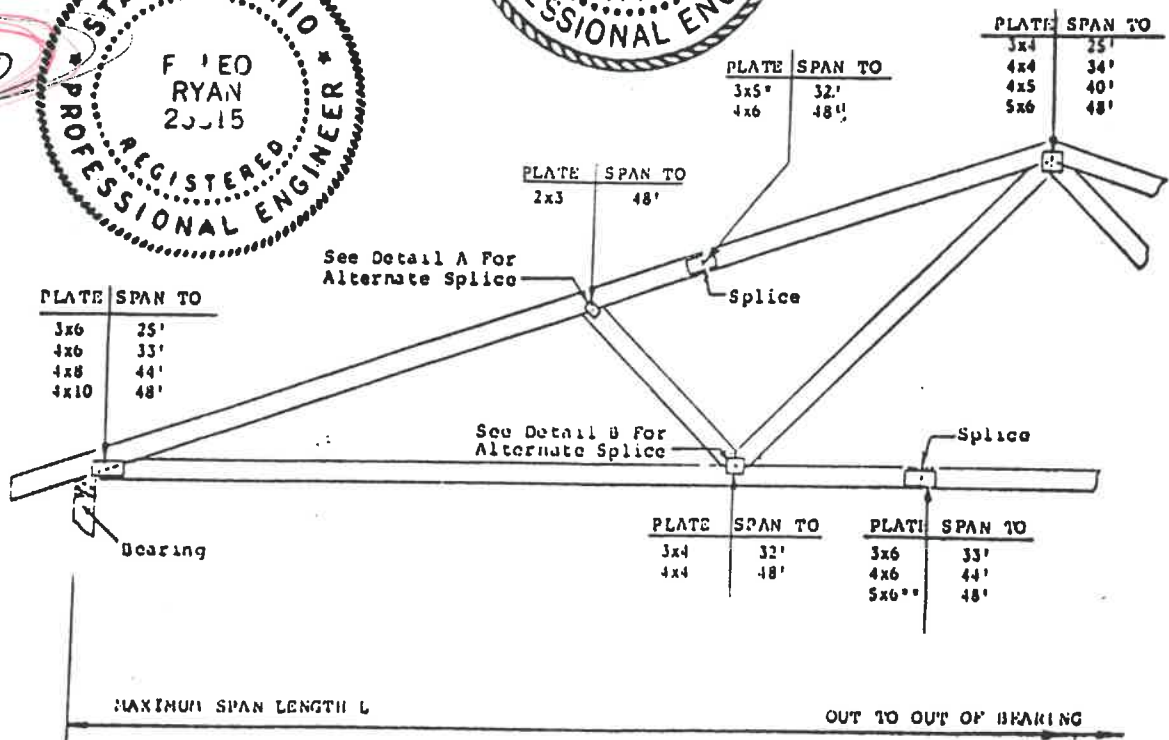 RYAN
REGISTERED
PROFESSIONAL ENGINEER
PLATE SPAN TO
3x4 25'
4x4 34'
4x5 40'
5x6 48'
PLATE SPAN TO
3x5* 32'
4x6 48'
PLATE SPAN TO
2x3 48'
See Detail A For
Alternate Splice
Splice
PLATE SPAN TO
3x6 25'
4x6 33'
4x8 44'
4x10 48'
See Detail B For
Alternate Splice
Splice
Bearing
PLATE SPAN TO
3x4 32'
4x4 48'
PLATE SPAN TO
3x6 33'
4x6 44'
5x6** 48'
MAXIMUM SPAN LENGTH L
OUT TO OUT OF BEARING